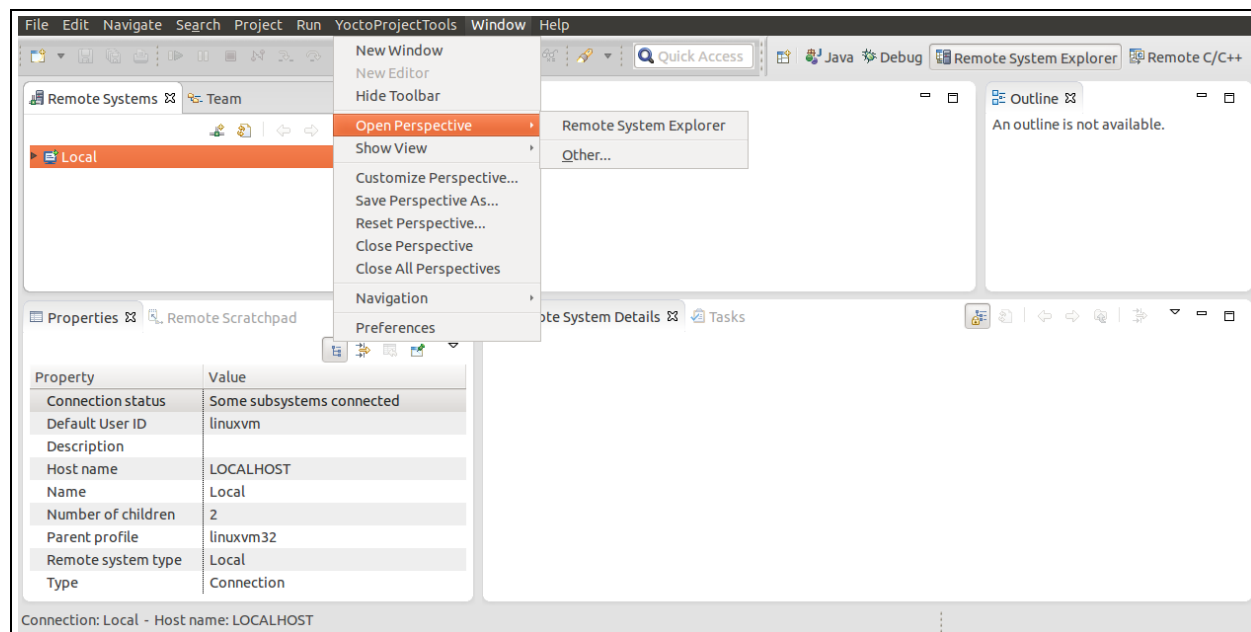 File Edit Navigate Search Project Run YoctoProjectTools Window Help
Quick Access Java Debug Remote System Explorer Remote C/C++
New Window
New Editor
Hide Toolbar
Open Perspective
Show View
Customize Perspective...
Save Perspective As...
Reset Perspective...
Close Perspective
Close All Perspectives
Navigation
Preferences
Remote System Explorer
Other...
Remote Systems Team
Local
Outline
An outline is not available.
Properties Remote Scratchpad
ote System Details Tasks
Property Value
Connection status Some subsystems connected
Default User ID linuxvm
Description
Host name LOCALHOST
Name Local
Number of children 2
Parent profile linuxvm32
Remote system type Local
Type Connection
Connection: Local - Host name: LOCALHOST